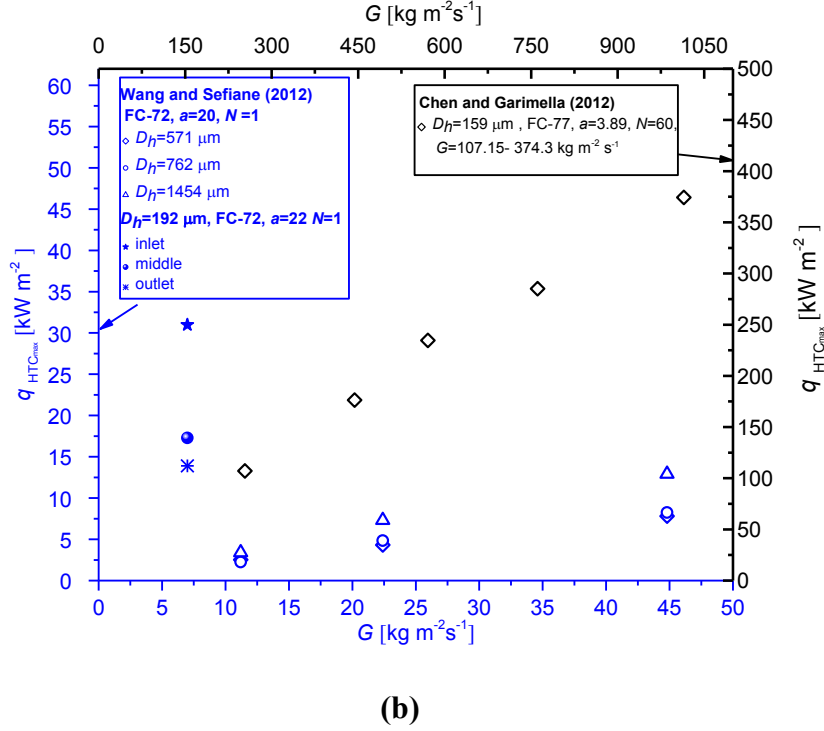 G [kg m⁻²s⁻¹]
0 150 300 450 600 750 900 1050
60
55
50
45
40
35
30
25
20
15
10
5
0
q HTCmax [kW m⁻²]
Wang and Sefiane (2012)
FC-72, a=20, N =1
Dh=571 µm
Dh=762 µm
Dh=1454 µm
Dh=192 µm, FC-72, a=22 N=1
inlet
middle
outlet
Chen and Garimella (2012)
Dh=159 µm , FC-77, a=3.89, N=60,
G=107.15- 374.3 kg m⁻² s⁻¹
500
450
400
350
300
250
200
150
100
50
0
q HTCmax [kW m⁻²]
0 5 10 15 20 25 30 35 40 45 50
G [kg m⁻²s⁻¹]
(b)